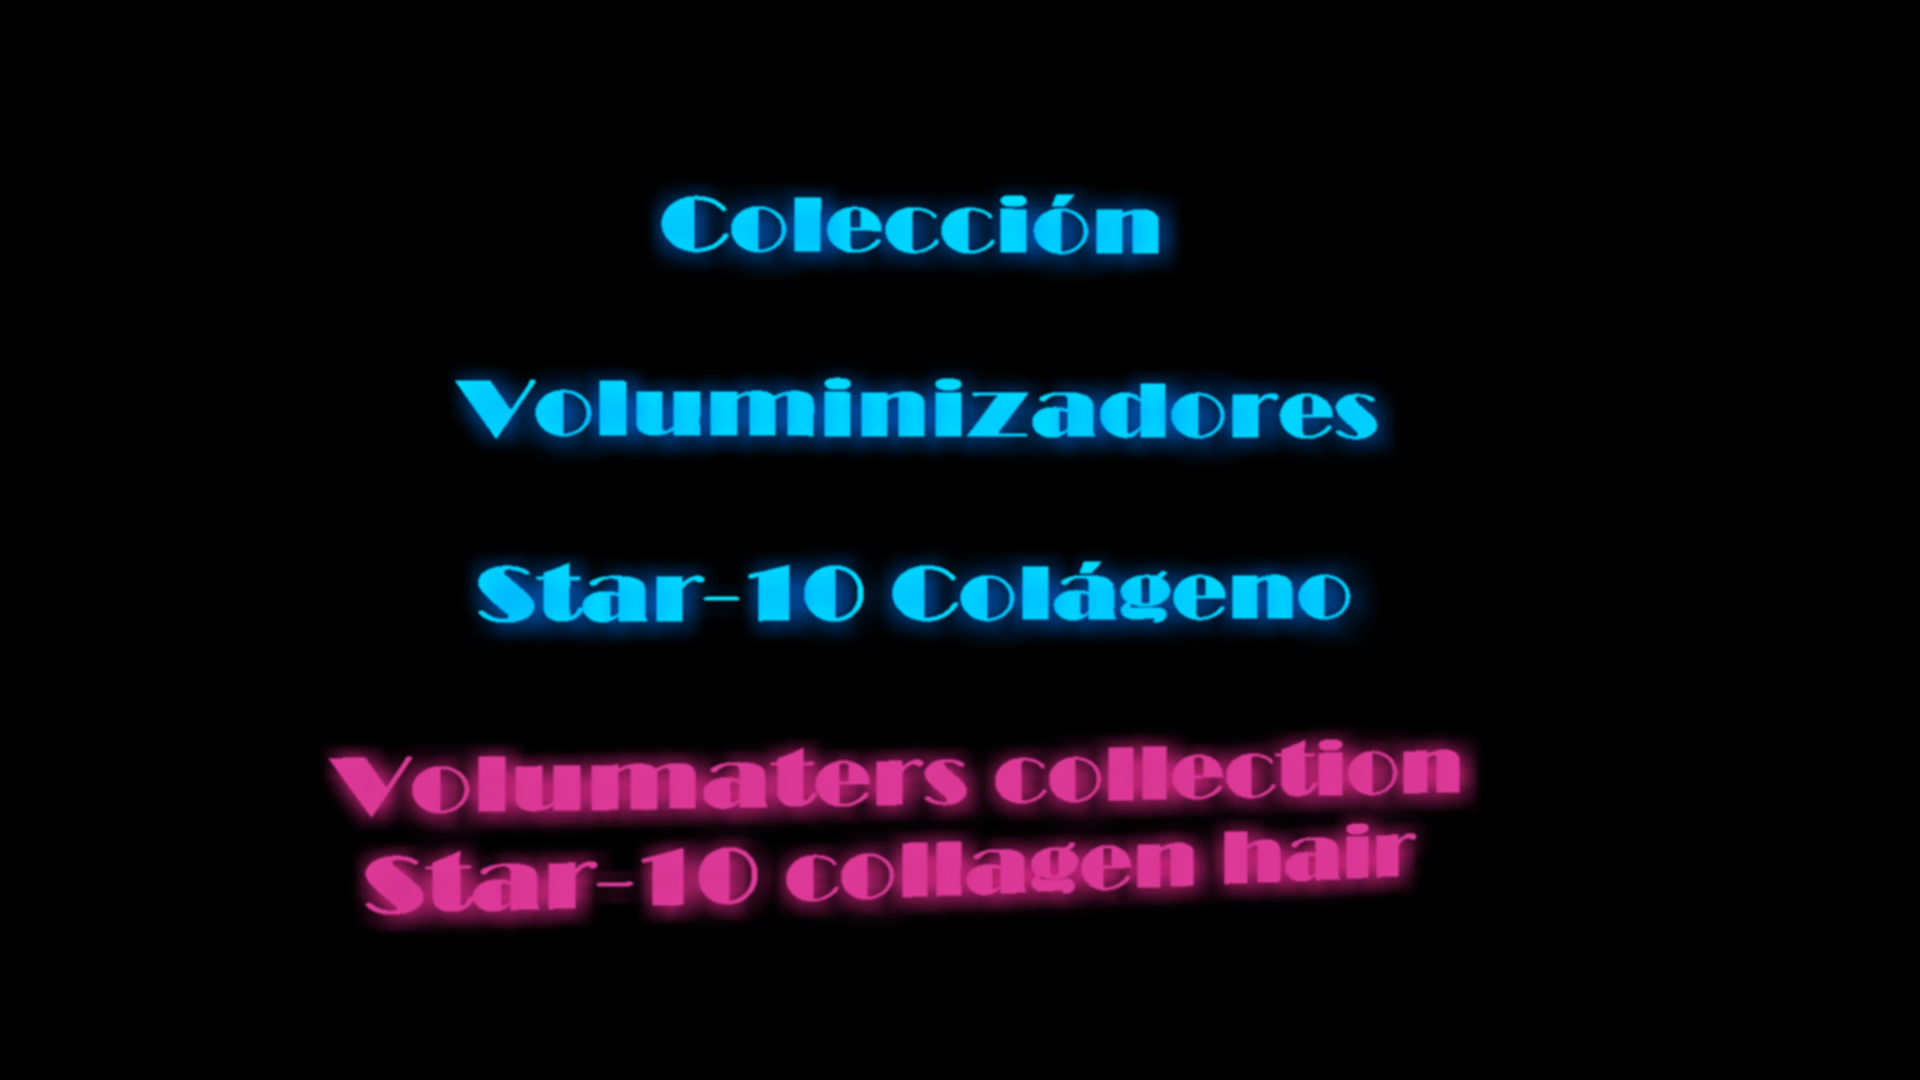 Colección
Voluminizadores
Star-10 Colágeno
Volumaters collection
Star-10 collagen hair